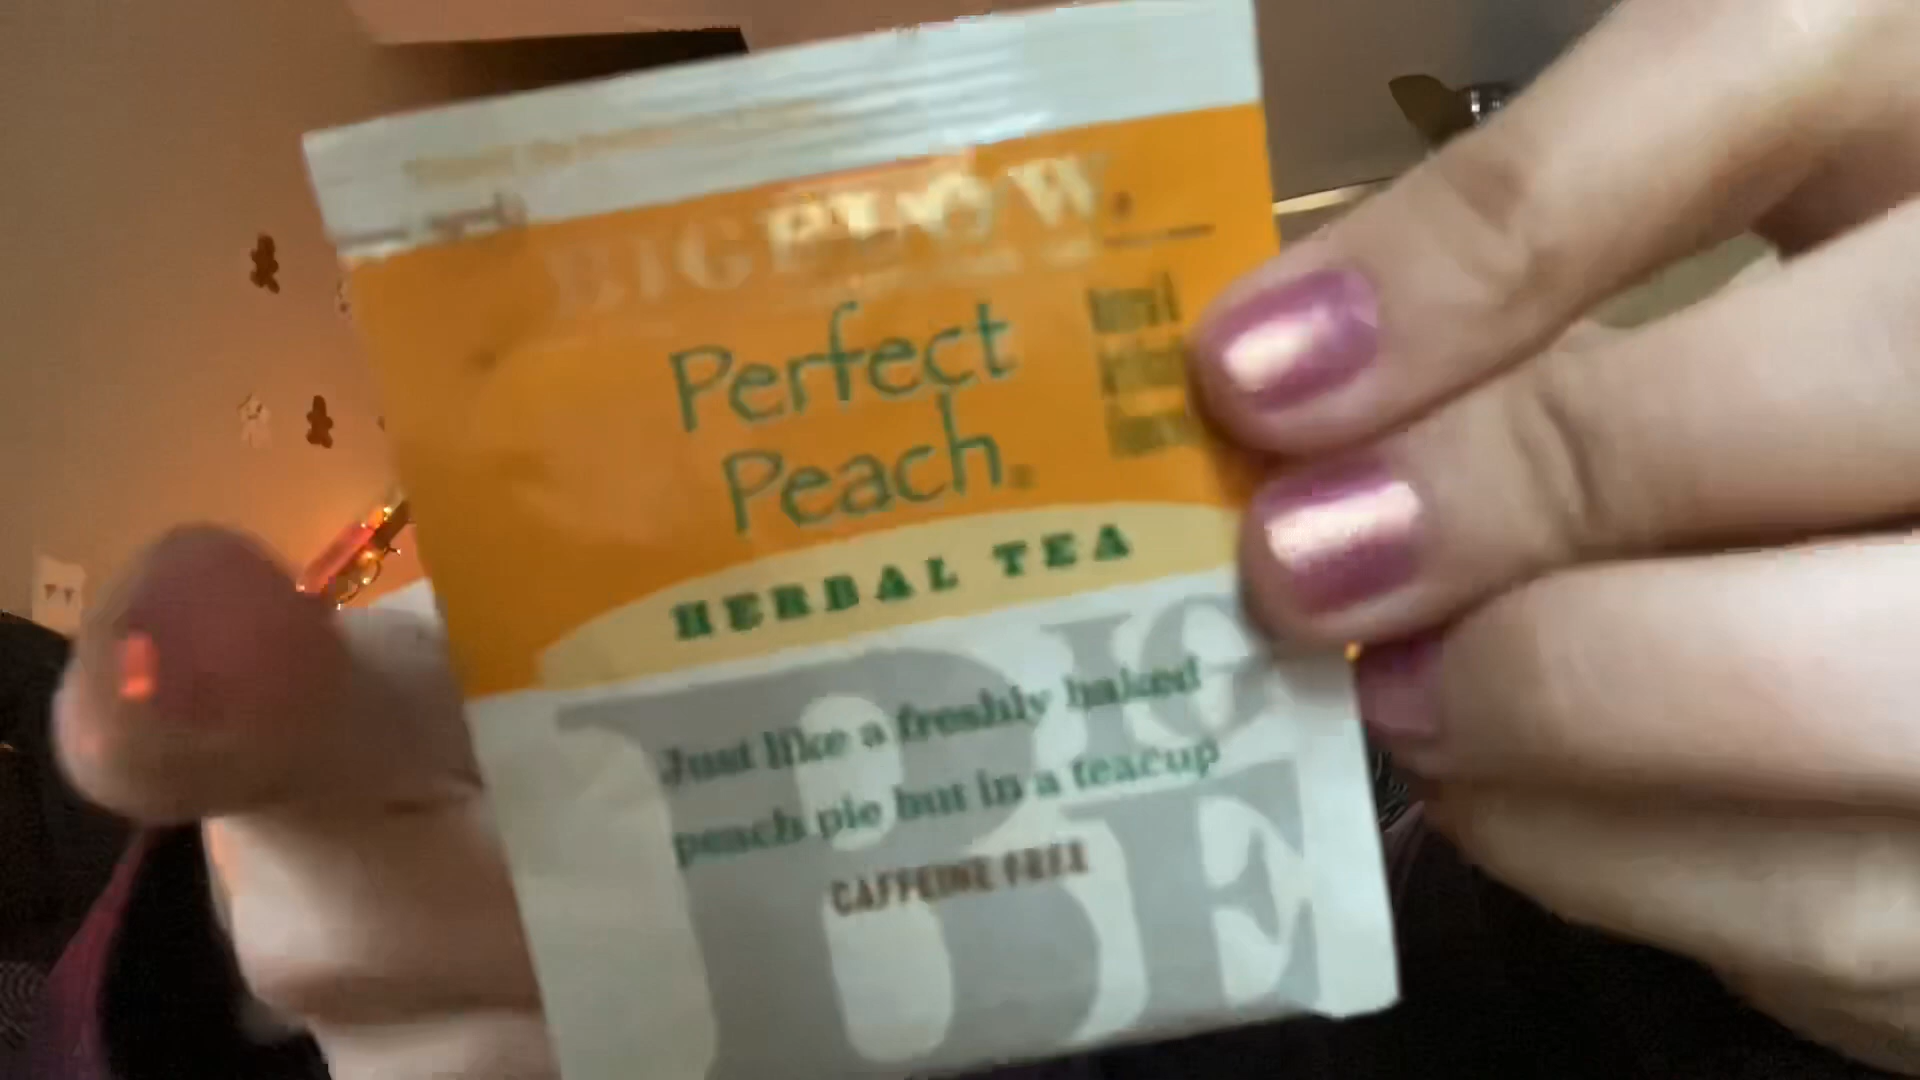 BIGELOW
Perfect
Peach
HERBAL TEA
Just like a freshly baked
peach pie but in a teacup
CAFFEINE FREE